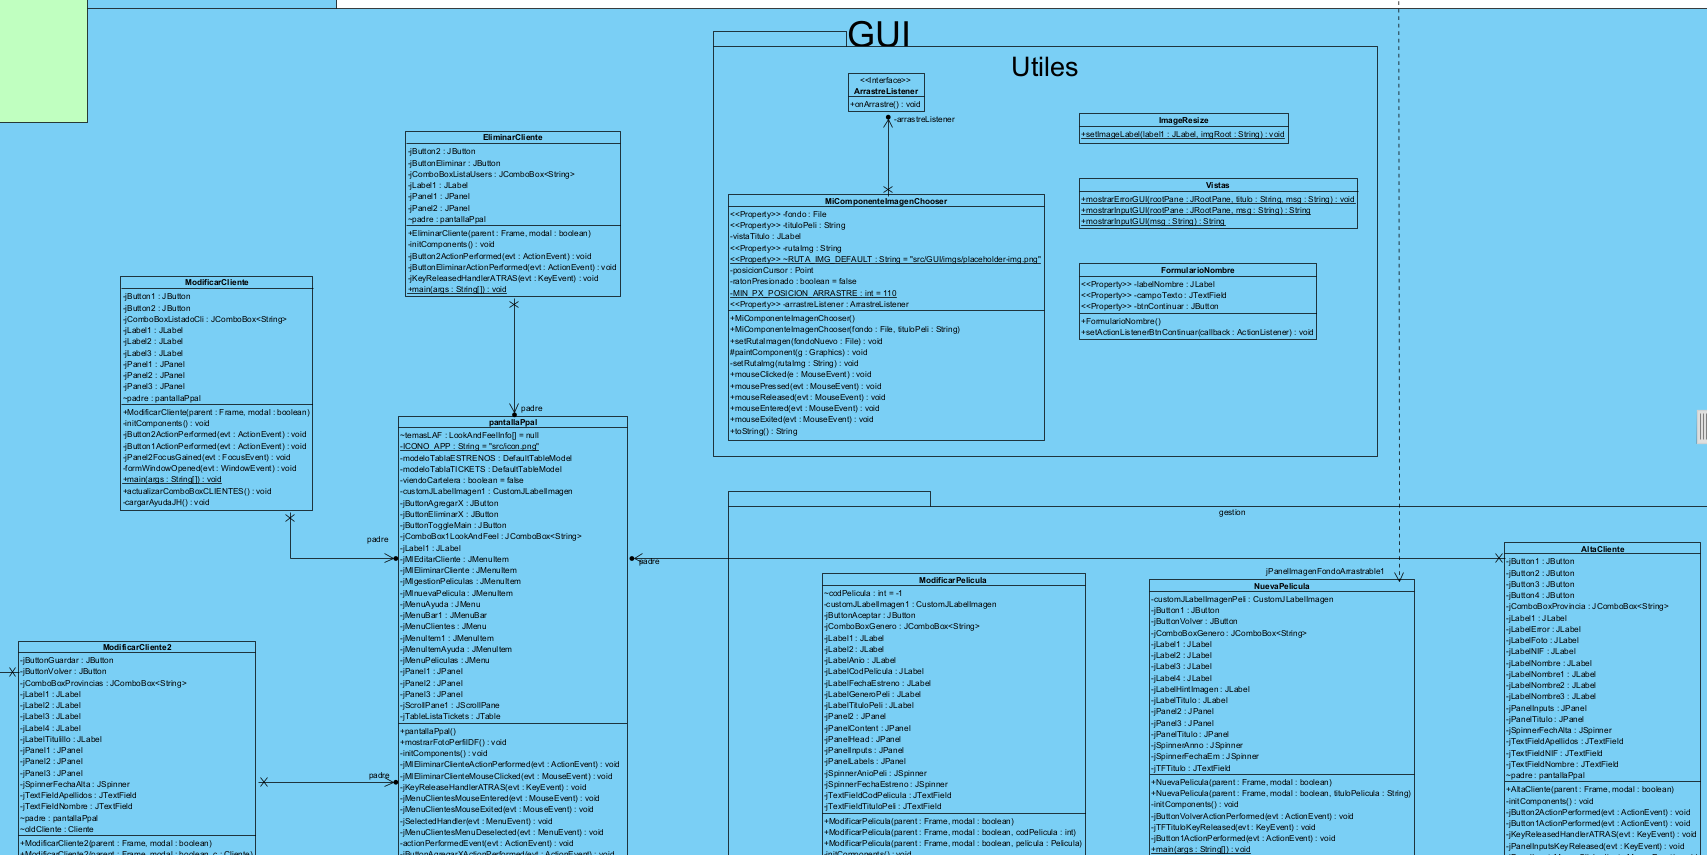 GUI
Utiles
<<Interface>>
ArrastreListener
+onArrastre() : void
-arrastreListener
ImageResize
+setImageLabel(label1 : JLabel, imgRoot : String) : void
Vistas
+mostrarErrorGUI(rootPane : JRootPane, titulo : String, msg : String) : void
+mostrarInputGUI(rootPane : JRootPane, msg : String) : String
+mostrarInputGUI(msg : String) : String
FormularioNombre
<<Property>> -labelNombre : JLabel
<<Property>> -campoTexto : JTextField
<<Property>> -btnContinuar : JButton
+FormularioNombre()
+setActionListenerBtnContinuar(callback : ActionListener) : void
MiComponenteImagenChooser
<<Property>> -fondo : File
<<Property>> -tituloPeli : String
-vistaTitulo : JLabel
<<Property>> -rutaImg : String
<<Property>> ~RUTA_IMG_DEFAULT : String = "src/GUI/imgs/placeholder-img.png"
-posicionCursor : Point
-ratonPresionado : boolean = false
-MIN_PX_POSICION_ARRASTRE : int = 110
<<Property>> -arrastreListener : ArrastreListener
+MiComponenteImagenChooser()
+MiComponenteImagenChooser(fondo : File, tituloPeli : String)
+setRutaImagen(fondoNuevo : File) : void
#paintComponent(g : Graphics) : void
-setRutaImg(rutaImg : String) : void
+mouseClicked(e : MouseEvent) : void
+mousePressed(evt : MouseEvent) : void
+mouseReleased(evt : MouseEvent) : void
+mouseEntered(evt : MouseEvent) : void
+mouseExited(evt : MouseEvent) : void
+toString() : String
EliminarCliente
-jButton2 : JButton
-jButtonEliminar : JButton
-jComboBoxListaUsers : JComboBox<String>
-jLabel1 : JLabel
-jPanel1 : JPanel
-jPanel2 : JPanel
~padre : pantallaPpal
+EliminarCliente(parent : Frame, modal : boolean)
-initComponents() : void
-jButton2ActionPerformed(evt : ActionEvent) : void
-jButtonEliminarActionPerformed(evt : ActionEvent) : void
-jKeyReleasedHandlerATRAS(evt : KeyEvent) : void
+main(args : String[]) : void
padre
ModificarCliente
-jButton1 : JButton
-jButton2 : JButton
-jComboBoxListadoCli : JComboBox<String>
-jLabel1 : JLabel
-jLabel2 : JLabel
-jLabel3 : JLabel
-jPanel1 : JPanel
-jPanel2 : JPanel
-jPanel3 : JPanel
~padre : pantallaPpal
+ModificarCliente(parent : Frame, modal : boolean)
-initComponents() : void
-jButton2ActionPerformed(evt : ActionEvent) : void
-jButton1ActionPerformed(evt : ActionEvent) : void
-jPanel2FocusGained(evt : FocusEvent) : void
-formWindowOpened(evt : WindowEvent) : void
+main(args : String[]) : void
+actualizarComboBoxCLIENTES() : void
-cargarAyudaJH() : void
padre
pantallaPpal
~temasLAF : LookAndFeelInfo[] = null
-ICONO_APP : String = "src/icon.png"
-modeloTablaESTRENOS : DefaultTableModel
-modeloTablaTICKETS : DefaultTableModel
-viendoCartelera : boolean = false
-customJLabelImagen1 : CustomJLabelImagen
-jButtonAgregarX : JButton
-jButtonEliminarX : JButton
-jButtonToggleMain : JButton
-jComboBox1LookAndFeel : JComboBox<String>
-jLabel1 : JLabel
-jMIEditarCliente : JMenuItem
-jMIEliminarCliente : JMenuItem
-jMIgestionPeliculas : JMenuItem
-jMInuevaPelicula : JMenuItem
-jMenuAyuda : JMenu
-jMenuBar1 : JMenuBar
-jMenuClientes : JMenu
-jMenuItem1 : JMenuItem
-jMenuItemAyuda : JMenuItem
-jMenuPeliculas : JMenu
-jPanel1 : JPanel
-jPanel2 : JPanel
-jPanel3 : JPanel
-jScrollPane1 : JScrollPane
-jTableListaTickets : JTable
+pantallaPpal()
+mostrarFotoPerfilDF() : void
-initComponents() : void
-jMIEliminarClienteActionPerformed(evt : ActionEvent) : void
-jMIEliminarClienteMouseClicked(evt : MouseEvent) : void
-jKeyReleaseHandlerATRAS(evt : KeyEvent) : void
-jMenuClientesMouseEntered(evt : MouseEvent) : void
-jMenuClientesMouseExited(evt : MouseEvent) : void
-jSelectedHandler(evt : MenuEvent) : void
-jMenuClientesMenuDeselected(evt : MenuEvent) : void
-actionPerformedEvent(evt : ActionEvent) : void
-jButtonAgregarXActionPerformed(evt : ActionEvent) : void
ModificarCliente2
-jButtonGuardar : JButton
-jButtonVolver : JButton
-jComboBoxProvincias : JComboBox<String>
-jLabel1 : JLabel
-jLabel2 : JLabel
-jLabel3 : JLabel
-jLabel4 : JLabel
-jLabelTitulillo : JLabel
-jPanel1 : JPanel
-jPanel2 : JPanel
-jPanel3 : JPanel
-jSpinnerFechaAlta : JSpinner
-jTextFieldApellidos : JTextField
-jTextFieldNombre : JTextField
~padre : pantallaPpal
~oldCliente : Cliente
+ModificarCliente2(parent : Frame, modal : boolean)
+ModificarCliente2(parent : Frame, modal : boolean, c : Cliente)
padre
gestion
padre
jPanelImagenFondoArrastrable1
ModificarPelicula
~codPelicula : int = -1
-customJLabelImagen1 : CustomJLabelImagen
-jButtonAceptar : JButton
-jComboBoxGenero : JComboBox<String>
-jLabel1 : JLabel
-jLabel2 : JLabel
-jLabelAnio : JLabel
-jLabelCodPelicula : JLabel
-jLabelFechaEstreno : JLabel
-jLabelGeneroPeli : JLabel
-jLabelTituloPeli : JLabel
-jPanel2 : JPanel
-jPanelContent : JPanel
-jPanelHead : JPanel
-jPanelInputs : JPanel
-jPanelLabels : JPanel
-jSpinnerAnioPeli : JSpinner
-jSpinnerFechaEstreno : JSpinner
-jTextFieldCodPelicula : JTextField
-jTextFieldTituloPeli : JTextField
+ModificarPelicula(parent : Frame, modal : boolean)
+ModificarPelicula(parent : Frame, modal : boolean, codPelicula : int)
+ModificarPelicula(parent : Frame, modal : boolean, pelicula : Pelicula)
-initComponents() : void
NuevaPelicula
-customJLabelImagenPeli : CustomJLabelImagen
-jButton1 : JButton
-jButtonVolver : JButton
-jComboBoxGenero : JComboBox<String>
-jLabel1 : JLabel
-jLabel2 : JLabel
-jLabel3 : JLabel
-jLabel4 : JLabel
-jLabelHintImagen : JLabel
-jLabelTitulo : JLabel
-jPanel2 : JPanel
-jPanel3 : JPanel
-jPanelTitulo : JPanel
-jSpinnerAnno : JSpinner
-jSpinnerFechaEm : JSpinner
-jTFTitulo : JTextField
+NuevaPelicula(parent : Frame, modal : boolean)
+NuevaPelicula(parent : Frame, modal : boolean, tituloPelicula : String)
-initComponents() : void
-jButtonVolverActionPerformed(evt : ActionEvent) : void
-jTFTituloKeyReleased(evt : KeyEvent) : void
-jButton1ActionPerformed(evt : ActionEvent) : void
+main(args : String[]) : void
AltaCliente
-jButton1 : JButton
-jButton2 : JButton
-jButton3 : JButton
-jButton4 : JButton
-jComboBoxProvincia : JComboBox<String>
-jLabel1 : JLabel
-jLabelError : JLabel
-jLabelFoto : JLabel
-jLabelNIF : JLabel
-jLabelNombre : JLabel
-jLabelNombre1 : JLabel
-jLabelNombre2 : JLabel
-jLabelNombre3 : JLabel
-jPanelInputs : JPanel
-jPanelTitulo : JPanel
-jSpinnerFechAlta : JSpinner
-jTextFieldApellidos : JTextField
-jTextFieldNIF : JTextField
-jTextFieldNombre : JTextField
~padre : pantallaPpal
+AltaCliente(parent : Frame, modal : boolean)
-initComponents() : void
-jButton2ActionPerformed(evt : ActionEvent) : void
-jButton1ActionPerformed(evt : ActionEvent) : void
-jKeyReleasedHandlerATRAS(evt : KeyEvent) : void
-jPanelInputsKeyReleased(evt : KeyEvent) : void